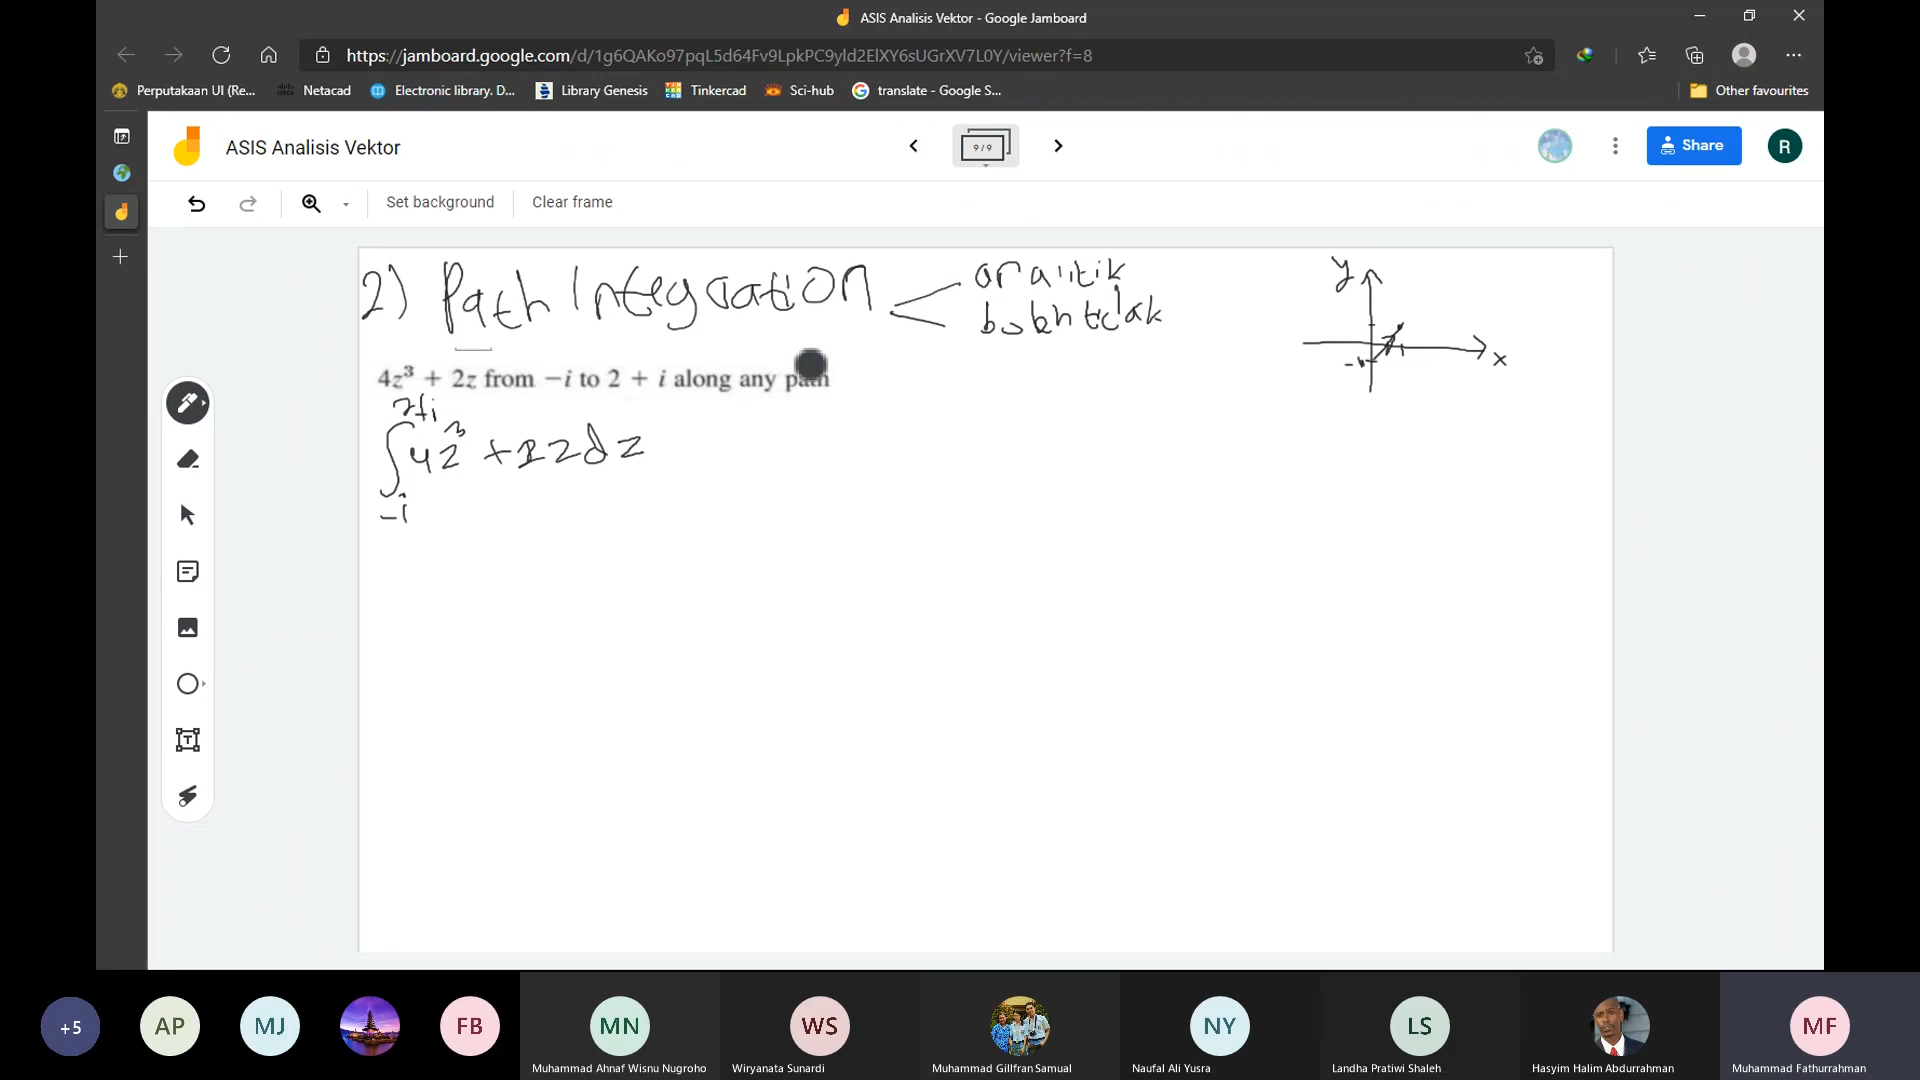 ASIS Analisis Vektor - Google Jamboard
https://jamboard.google.com/d/1g6QAKo97pqL5d64Fv9LpkPC9yld2ElXY6sUGrXV7L0Y/viewer?f=8
Perputakaan UI (Re... Netacad Electronic library. D... Library Genesis Tinkercad Sci-hub translate - Google S... Other favourites
ASIS Analisis Vektor
9 / 9
Share
R
Set background Clear frame
2) Path Integration
analitik
y
x
-1
1
4z³ + 2z from −i to 2 + i along any path
2+i
∫ 4z³ + 2z dz
-i
+5 AP MJ FB MN WS NY LS MF
Muhammad Ahnaf Wisnu Nugroho Wiryanata Sunardi Muhammad Gillfran Samual Naufal Ali Yusra Landha Pratiwi Shaleh Hasyim Halim Abdurrahman Muhammad Fathurrahman